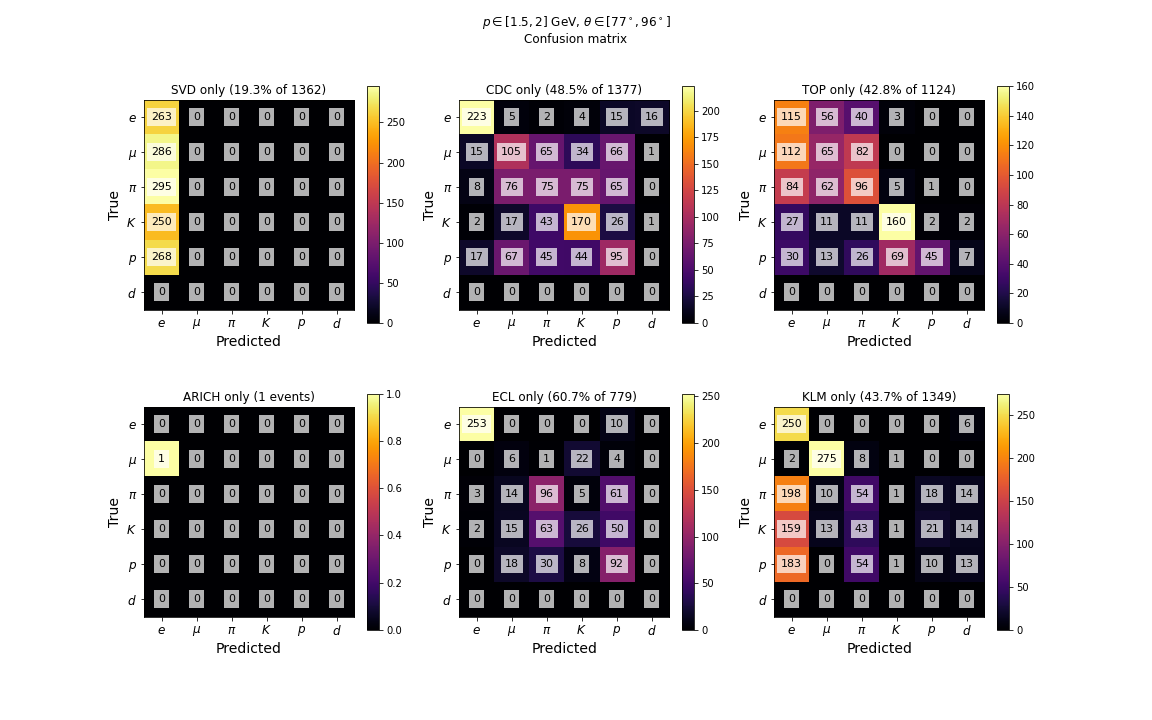 p ∈ [1.5, 2] GeV, θ ∈ [77°, 96°]
Confusion matrix
SVD only (19.3% of 1362)
e 263 0 0 0 0 0
μ 286 0 0 0 0 0
π 295 0 0 0 0 0
K 250 0 0 0 0 0
p 268 0 0 0 0 0
d 0 0 0 0 0 0
e μ π K p d
True
Predicted
250
200
150
100
50
0
CDC only (48.5% of 1377)
e 223 5 2 4 15 16
μ 15 105 65 34 66 1
π 8 76 75 75 65 0
K 2 17 43 170 26 1
p 17 67 45 44 95 0
d 0 0 0 0 0 0
e μ π K p d
True
Predicted
200
175
150
125
100
75
50
25
0
TOP only (42.8% of 1124)
e 115 56 40 3 0 0
μ 112 65 82 0 0 0
π 84 62 96 5 1 0
K 27 11 11 160 2 2
p 30 13 26 69 45 7
d 0 0 0 0 0 0
e μ π K p d
True
Predicted
160
140
120
100
80
60
40
20
0
ARICH only (1 events)
e 0 0 0 0 0 0
μ 1 0 0 0 0 0
π 0 0 0 0 0 0
K 0 0 0 0 0 0
p 0 0 0 0 0 0
d 0 0 0 0 0 0
e μ π K p d
True
Predicted
1.0
0.8
0.6
0.4
0.2
0.0
ECL only (60.7% of 779)
e 253 0 0 0 10 0
μ 0 6 1 22 4 0
π 3 14 96 5 61 0
K 2 15 63 26 50 0
p 0 18 30 8 92 0
d 0 0 0 0 0 0
e μ π K p d
True
Predicted
250
200
150
100
50
0
KLM only (43.7% of 1349)
e 250 0 0 0 0 6
μ 2 275 8 1 0 0
π 198 10 54 1 18 14
K 159 13 43 1 21 14
p 183 0 54 1 10 13
d 0 0 0 0 0 0
e μ π K p d
True
Predicted
250
200
150
100
50
0